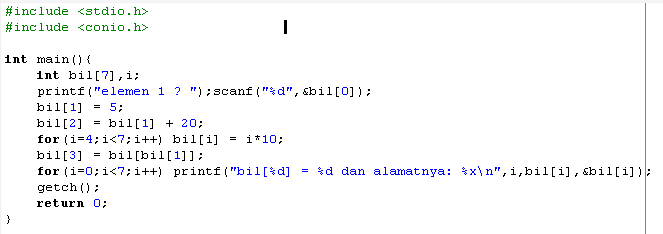 #include <stdio.h>
#include <conio.h>
int main(){
int bil[7],i;
printf("elemen 1 ? ");scanf("%d",&bil[0]);
bil[1] = 5;
bil[2] = bil[1] + 20;
for(i=4;i<7;i++) bil[i] = i*10;
bil[3] = bil[bil[1]];
for(i=0;i<7;i++) printf("bil[%d] = %d dan alamatnya: %x\n",i,bil[i],&bil[i]);
getch();
return 0;
}